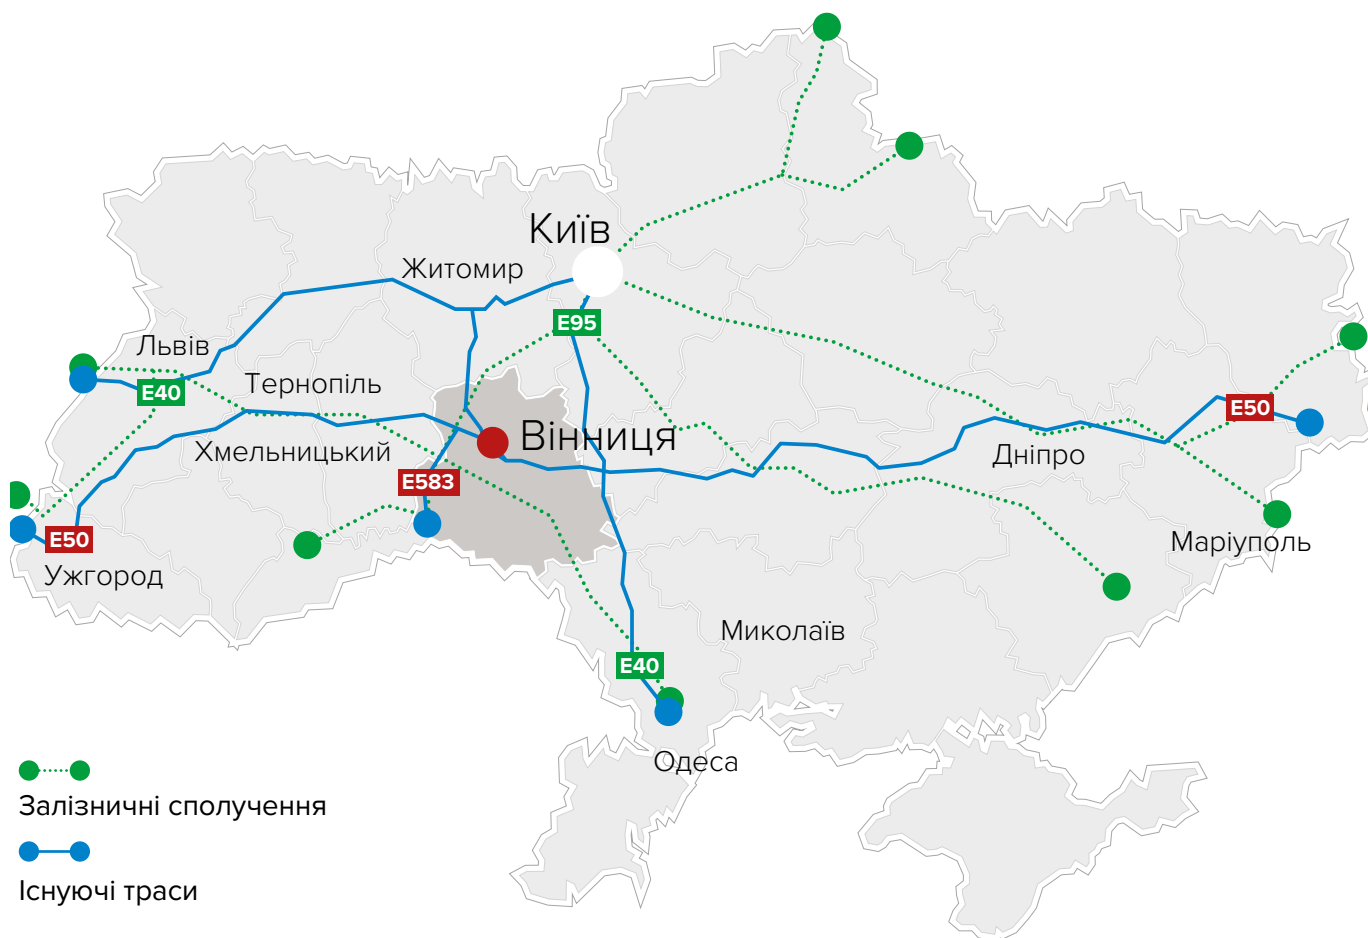 Київ
Житомир
E95
Львів
Тернопіль
E40
E50
Вінниця
Хмельницький
Дніпро
E583
E50
Маріуполь
Ужгород
Миколаїв
E40
Одеса
Залізничні сполучення
Існуючі траси